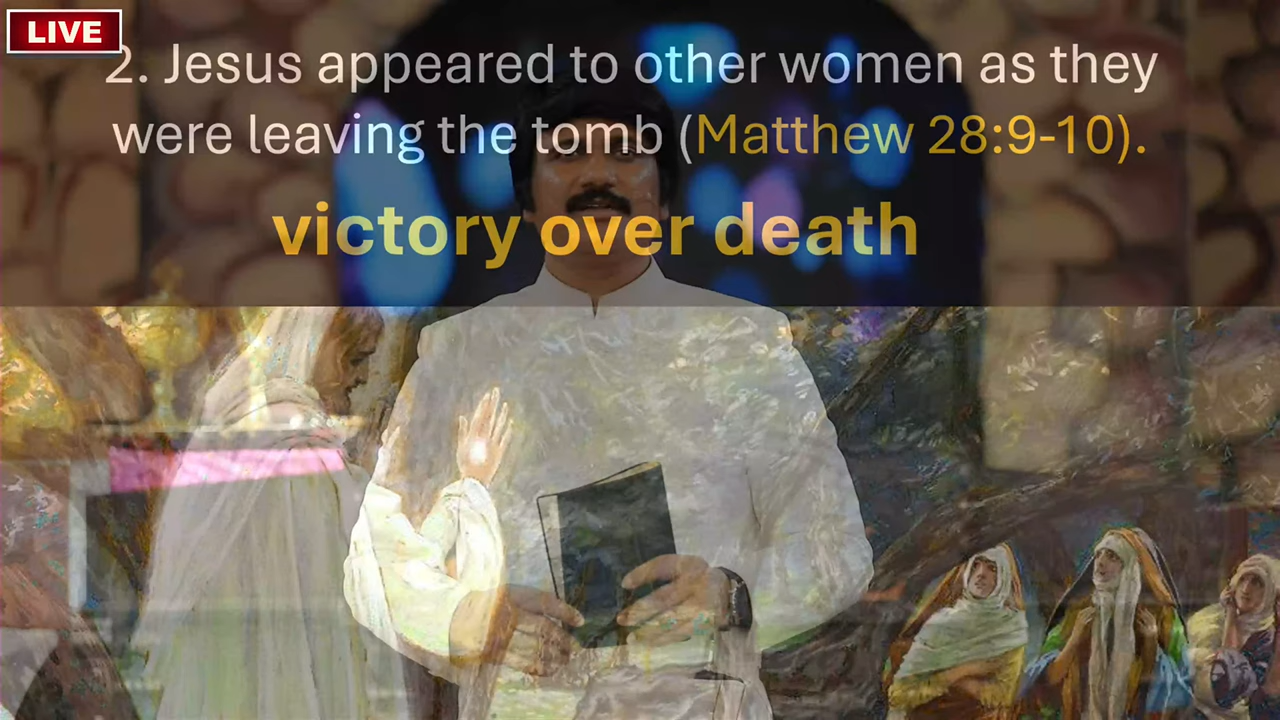 LIVE
2. Jesus appeared to other women as they
were leaving the tomb (Matthew 28:9-10).
victory over death